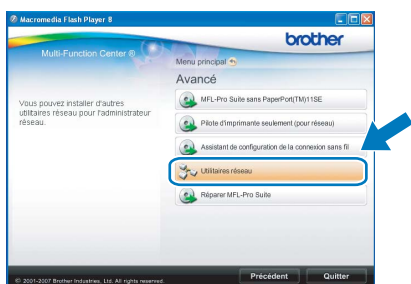 Macromedia Flash Player 8
brother
Multi-Function Center ®
Menu principal
Avancé
Vous pouvez installer d'autres
utilitaires réseau pour l'administrateur
réseau.
MFL-Pro Suite sans PaperPort(TM)11SE
Pilote d'imprimante seulement (pour réseau)
Assistant de configuration de la connexion sans fil
Utilitaires réseau
Réparer MFL-Pro Suite
© 2001-2007 Brother Industries, Ltd. All rights reserved.
Précédent
Quitter